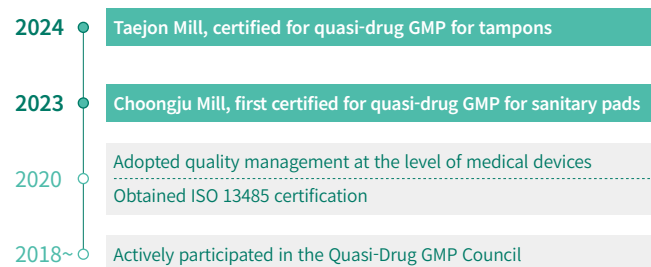 2024
Taejon Mill, certified for quasi-drug GMP for tampons
2023
Choongju Mill, first certified for quasi-drug GMP for sanitary pads
2020
Adopted quality management at the level of medical devices
Obtained ISO 13485 certification
2018~
Actively participated in the Quasi-Drug GMP Council